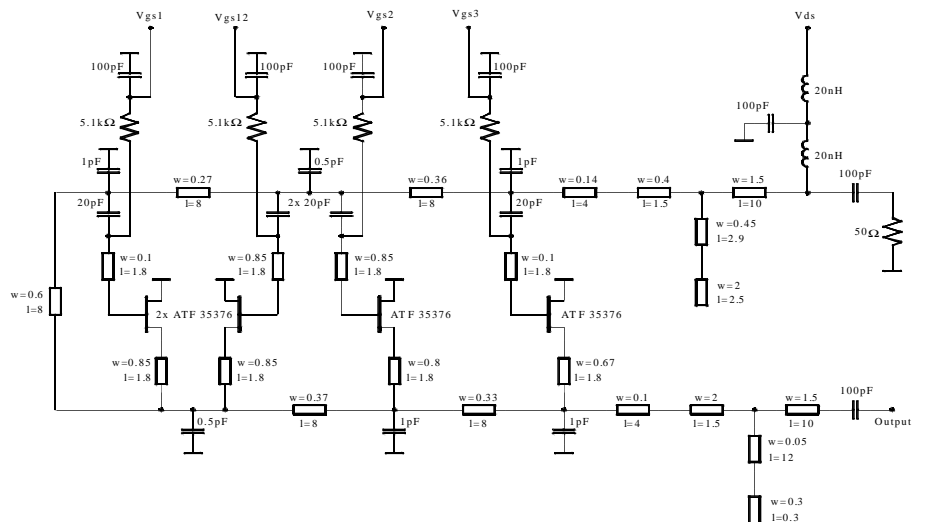 Vgs1
Vgs12
Vgs2
Vgs3
Vds
100pF
100pF
100pF
100pF
20nH
100pF
5.1kΩ
5.1kΩ
5.1kΩ
5.1kΩ
20nH
1pF
0.5pF
1pF
100pF
w=0.27
l=8
w=0.36
l=8
w=0.14
l=4
w=0.4
l=1.5
w=1.5
l=10
20pF
2x 20pF
20pF
50Ω
w=0.45
l=2.9
w=0.1
l=1.8
w=0.85
l=1.8
w=0.85
l=1.8
w=0.1
l=1.8
w=2
l=2.5
w=0.6
l=8
2x ATF 35376
ATF 35376
ATF 35376
w=0.85
l=1.8
w=0.85
l=1.8
w=0.8
l=1.8
w=0.67
l=1.8
w=0.37
l=8
w=0.33
l=8
w=0.1
l=4
w=2
l=1.5
w=1.5
l=10
100pF
Output
0.5pF
1pF
1pF
w=0.05
l=12
w=0.3
l=0.3